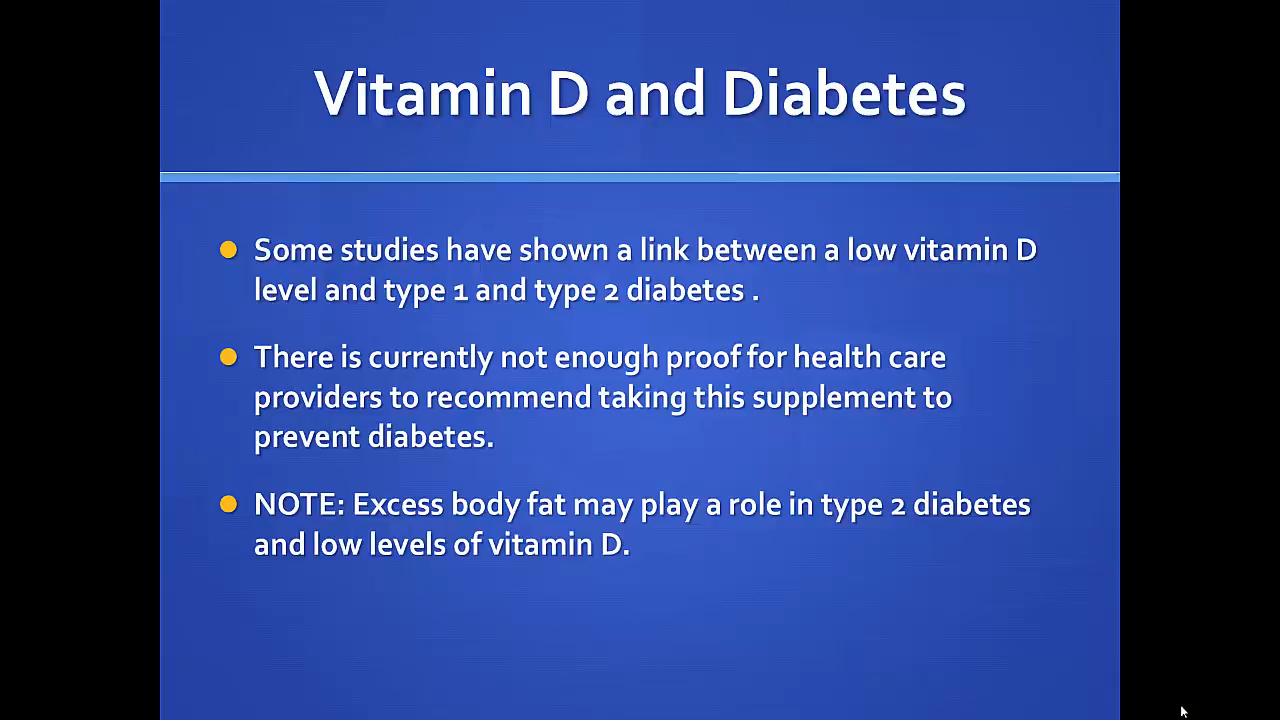 Vitamin D and Diabetes
Some studies have shown a link between a low vitamin D
level and type 1 and type 2 diabetes .
There is currently not enough proof for health care
providers to recommend taking this supplement to
prevent diabetes.
NOTE: Excess body fat may play a role in type 2 diabetes
and low levels of vitamin D.